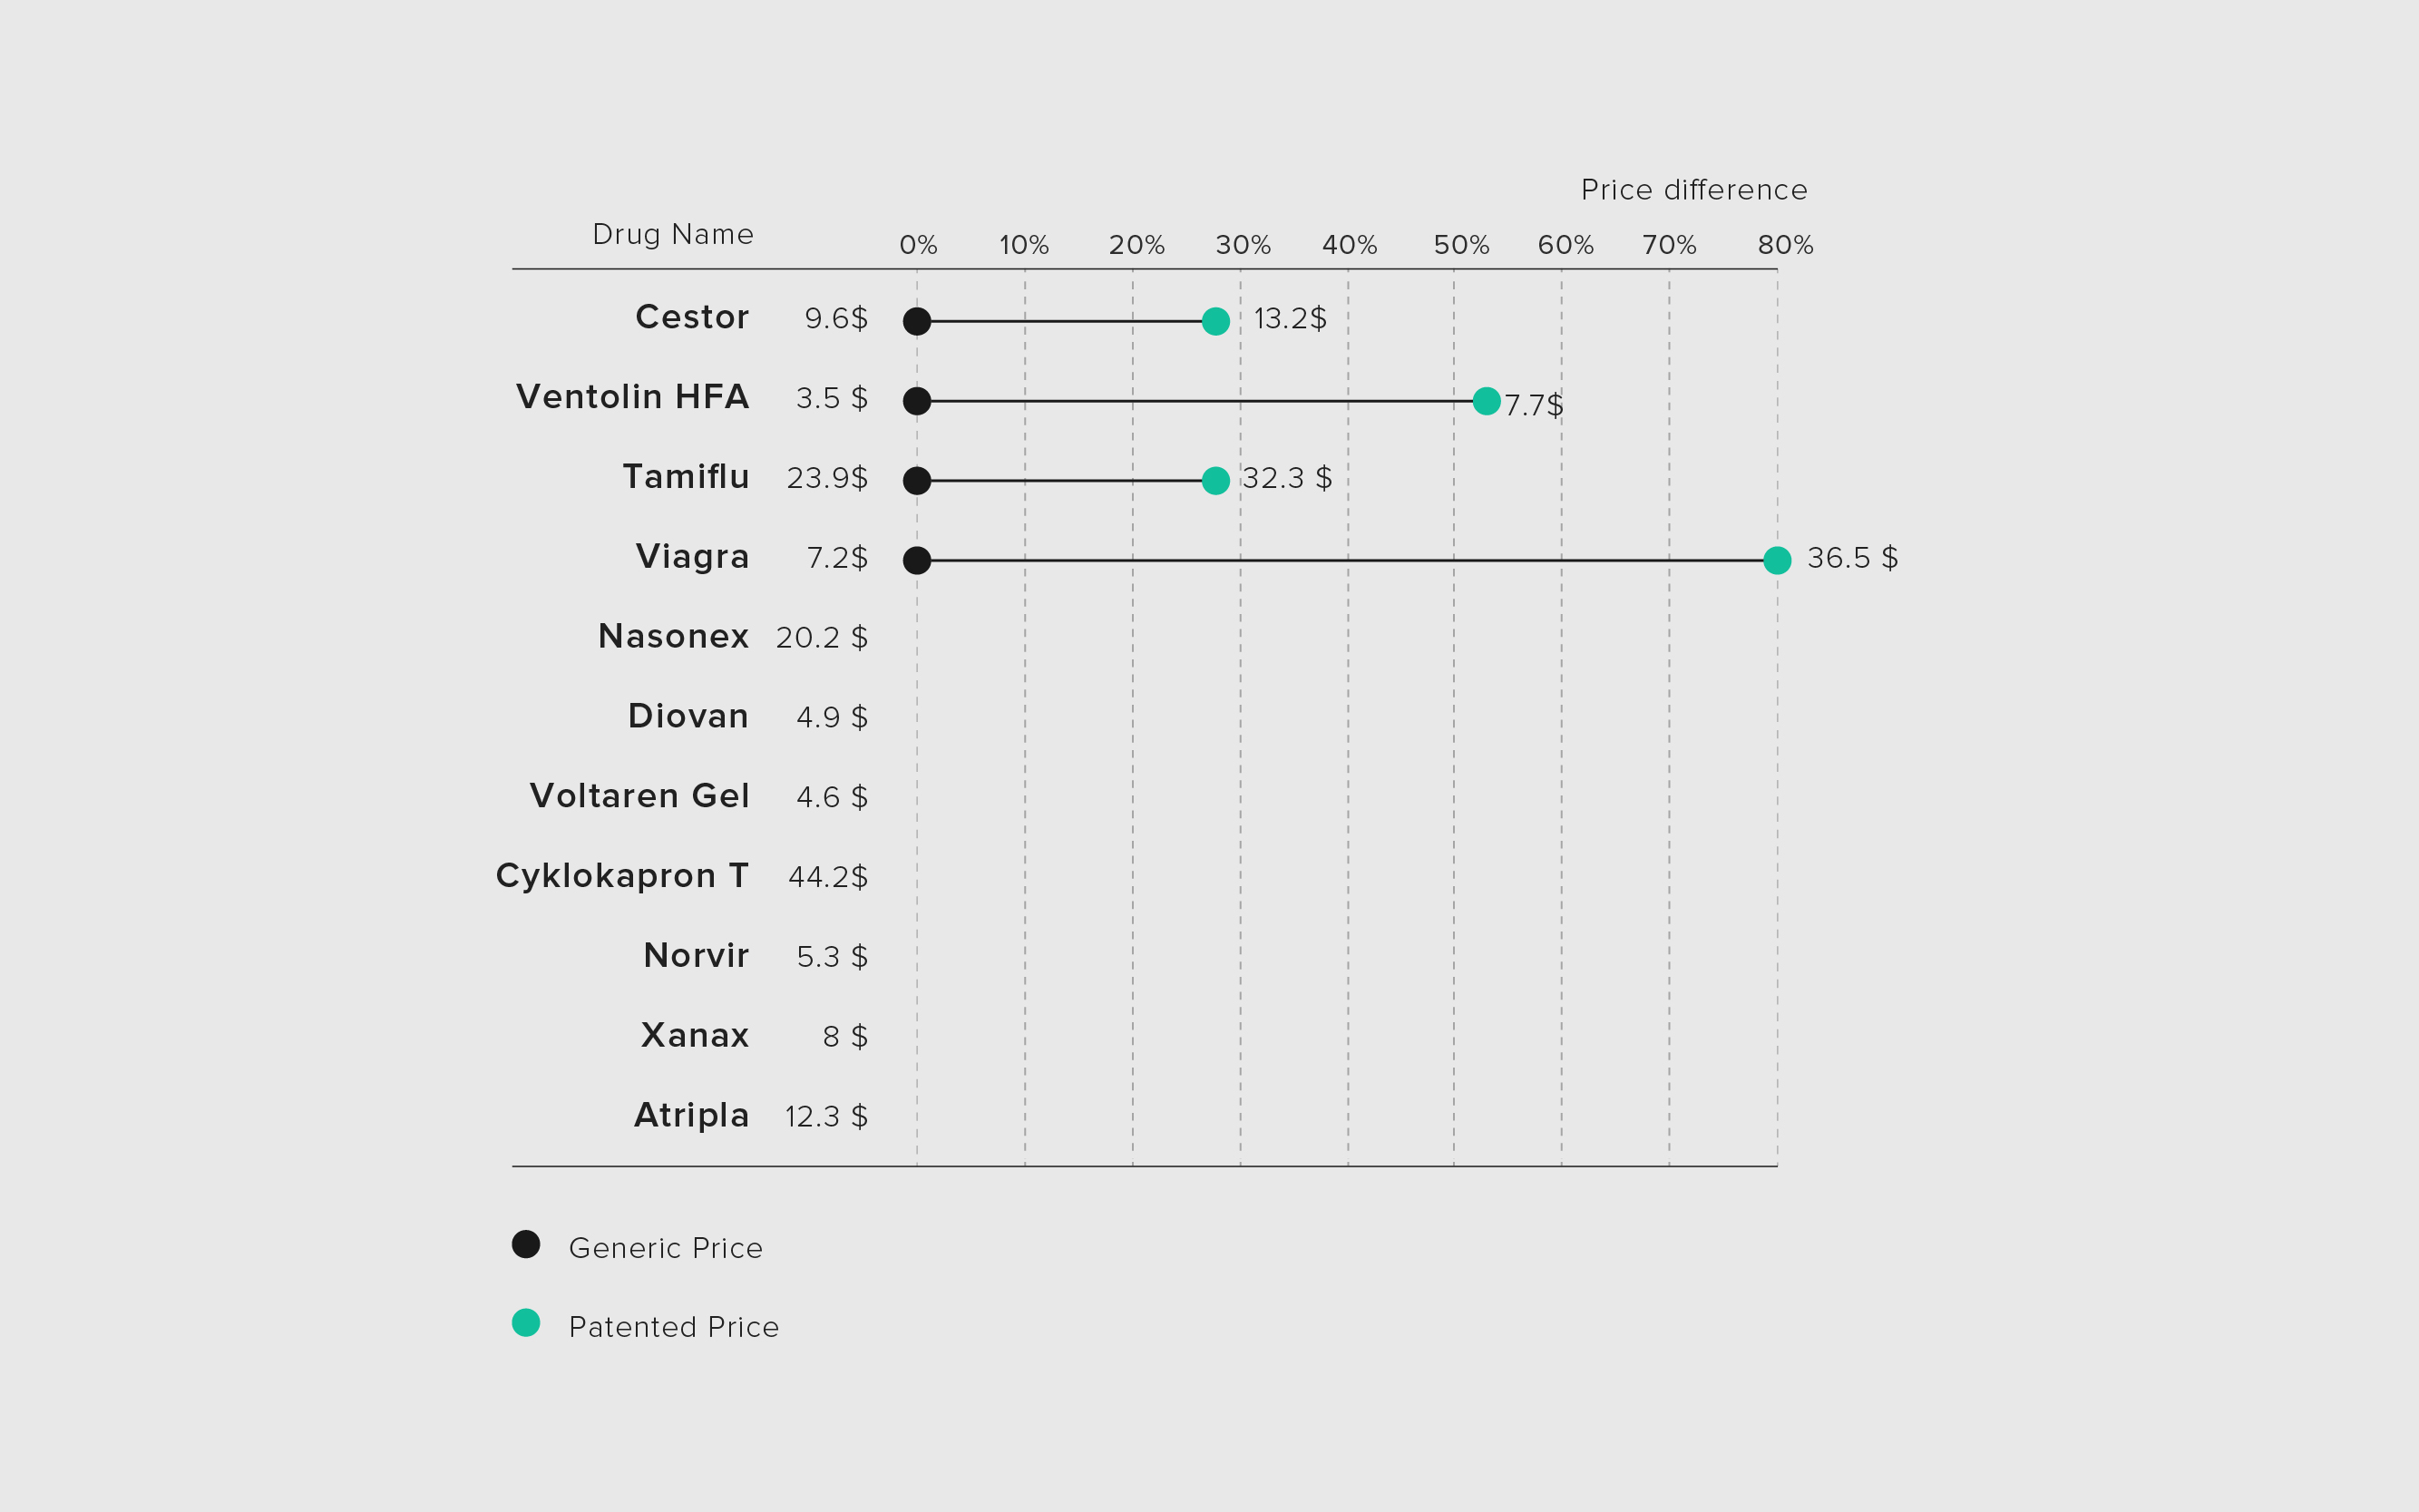 Price difference
Drug Name 0% 10% 20% 30% 40% 50% 60% 70% 80%
Cestor 9.6$ 13.2$
Ventolin HFA 3.5 $ 7.7$
Tamiflu 23.9$ 32.3 $
Viagra 7.2$ 36.5 $
Nasonex 20.2 $
Diovan 4.9 $
Voltaren Gel 4.6 $
Cyklokapron T 44.2$
Norvir 5.3 $
Xanax 8 $
Atripla 12.3 $
Generic Price
Patented Price